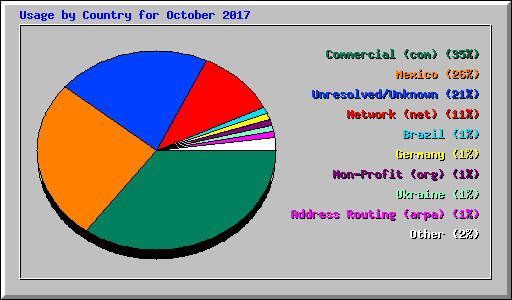 Usage by Country for October 2017
Commercial (com) (35%)
Mexico (26%)
Unresolved/Unknown (21%)
Network (net) (11%)
Brazil (1%)
Germany (1%)
Non-Profit (org) (1%)
Ukraine (1%)
Address Routing (arpa) (1%)
Other (2%)